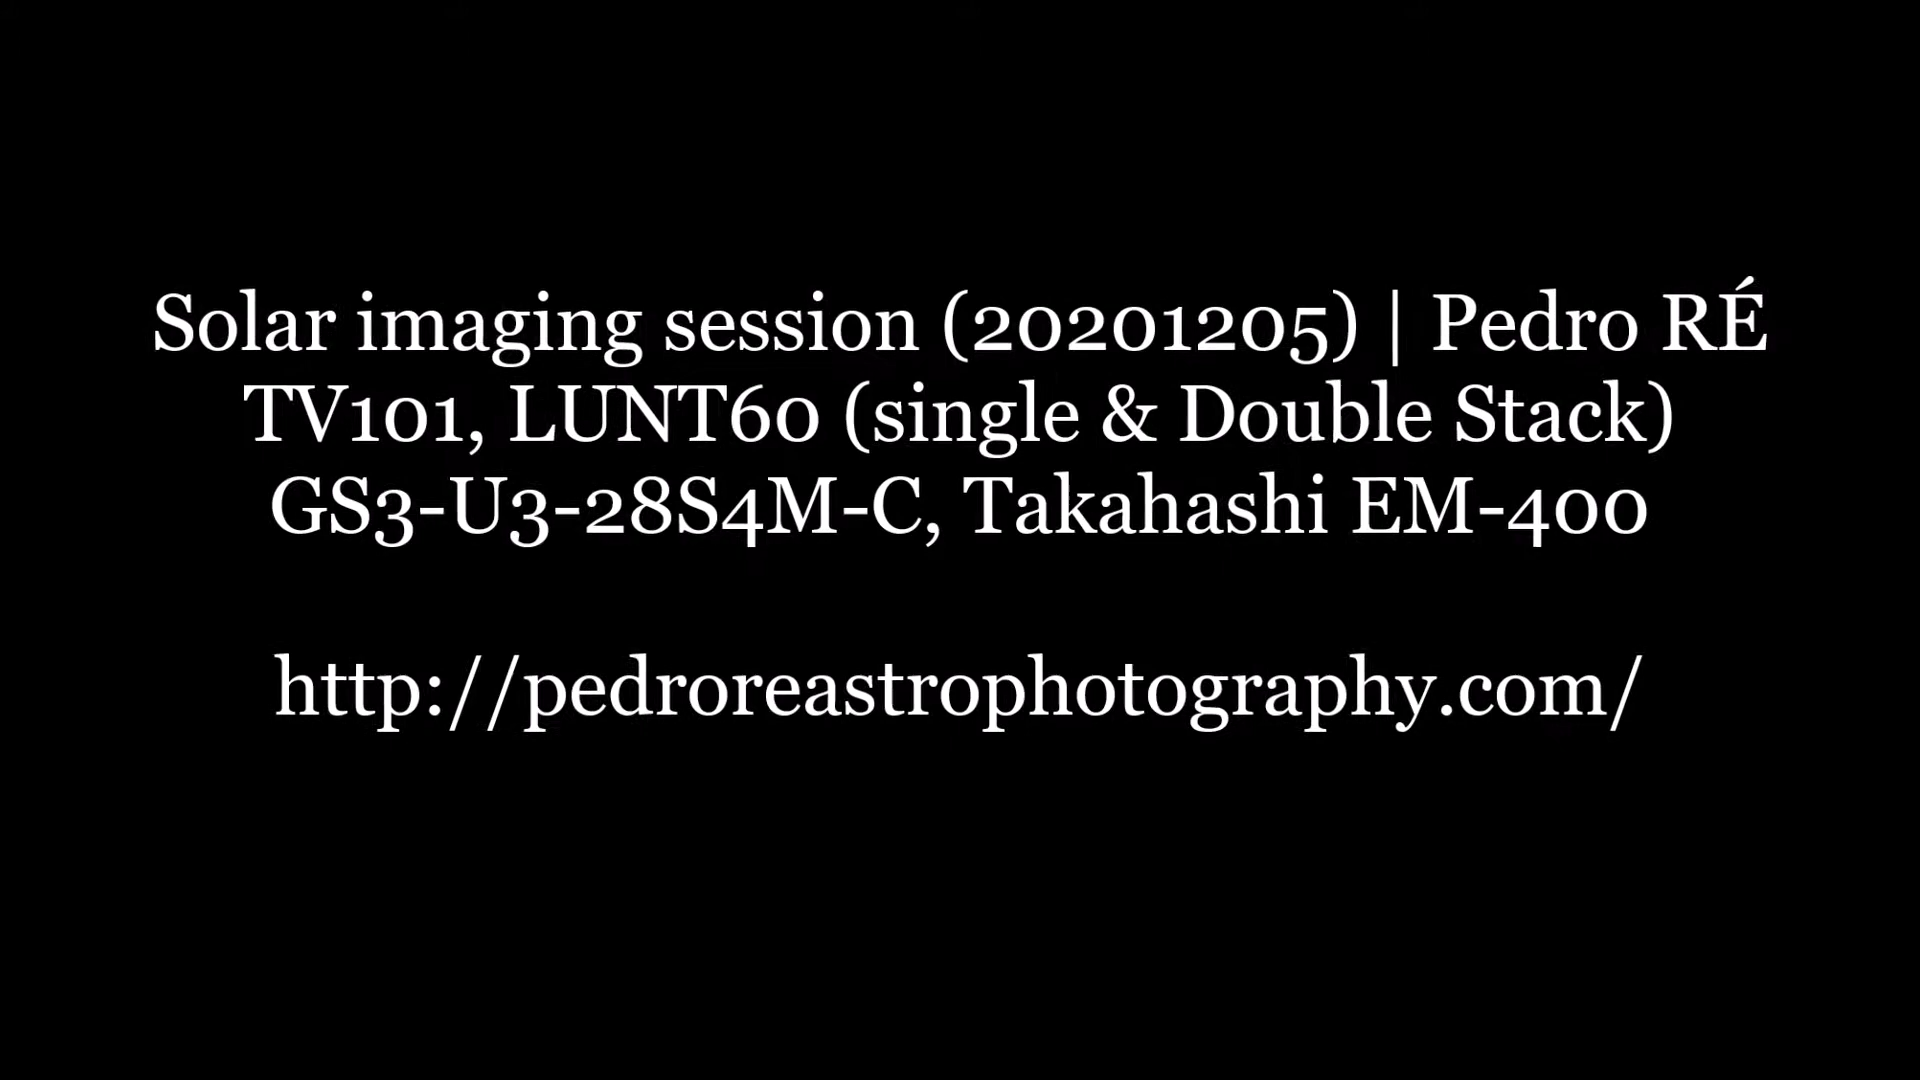 Solar imaging session (20201205) | Pedro RÉ
TV101, LUNT60 (single & Double Stack)
GS3-U3-28S4M-C, Takahashi EM-400
http://pedroreastrophotography.com/